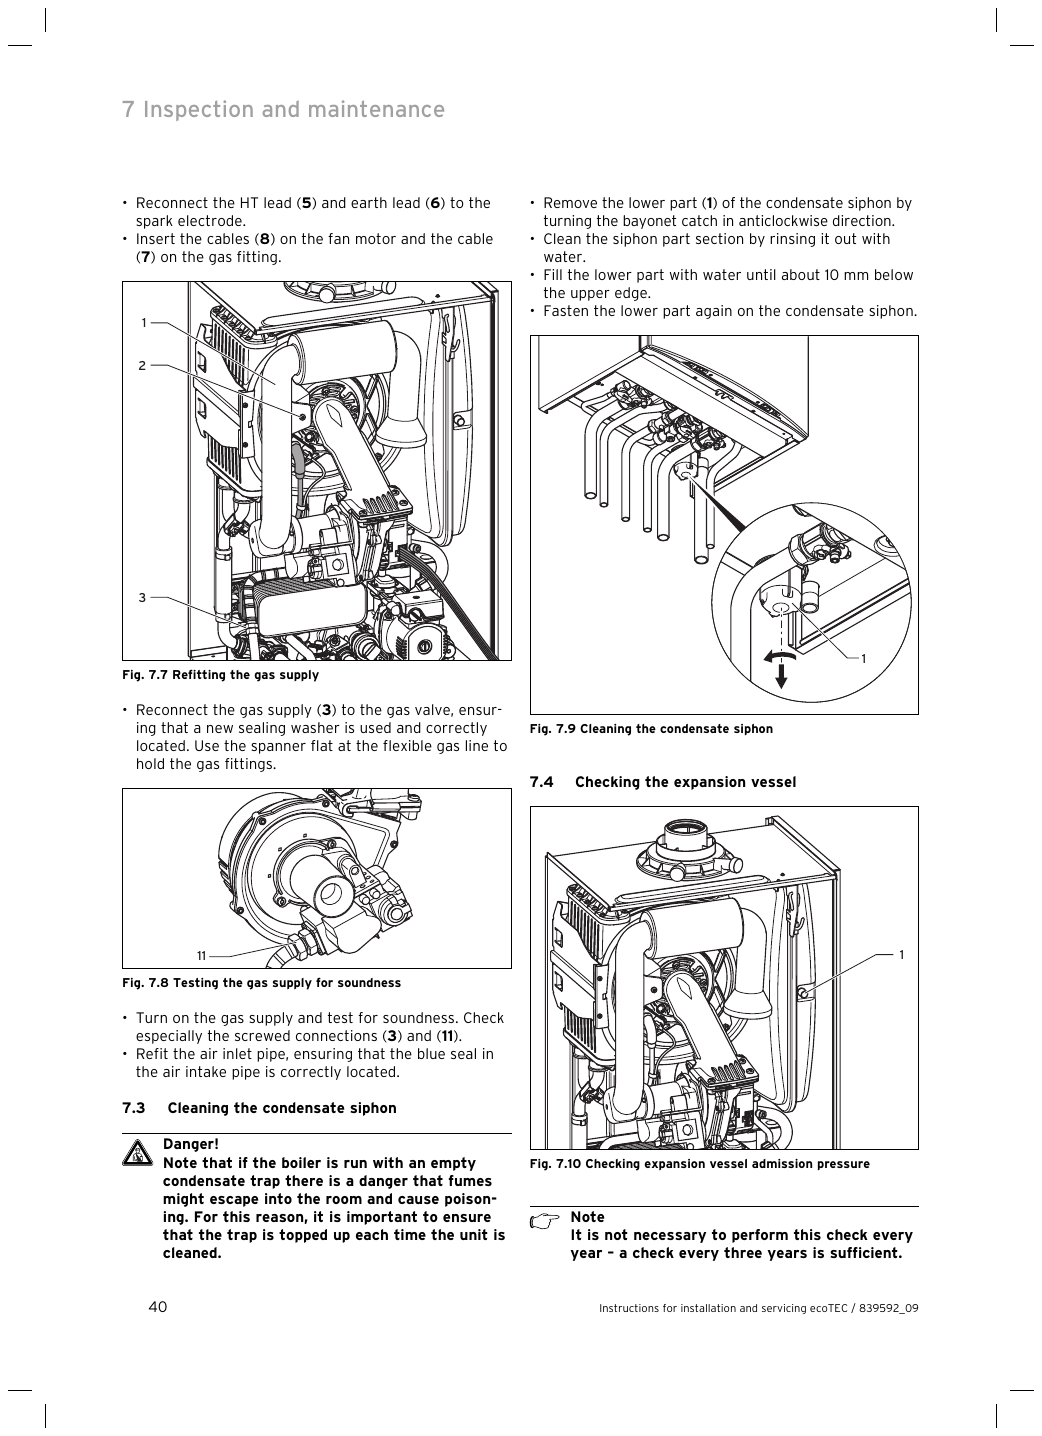 7 Inspection and maintenance
• Reconnect the HT lead (5) and earth lead (6) to the
spark electrode.
• Insert the cables (8) on the fan motor and the cable
(7) on the gas fitting.
1
2
3
Fig. 7.7 Refitting the gas supply
• Reconnect the gas supply (3) to the gas valve, ensur-
ing that a new sealing washer is used and correctly
located. Use the spanner flat at the flexible gas line to
hold the gas fittings.
11
Fig. 7.8 Testing the gas supply for soundness
• Turn on the gas supply and test for soundness. Check
especially the screwed connections (3) and (11).
• Refit the air inlet pipe, ensuring that the blue seal in
the air intake pipe is correctly located.
7.3 Cleaning the condensate siphon
Danger!
Note that if the boiler is run with an empty
condensate trap there is a danger that fumes
might escape into the room and cause poison-
ing. For this reason, it is important to ensure
that the trap is topped up each time the unit is
cleaned.
• Remove the lower part (1) of the condensate siphon by
turning the bayonet catch in anticlockwise direction.
• Clean the siphon part section by rinsing it out with
water.
• Fill the lower part with water until about 10 mm below
the upper edge.
• Fasten the lower part again on the condensate siphon.
1
Fig. 7.9 Cleaning the condensate siphon
7.4 Checking the expansion vessel
1
Fig. 7.10 Checking expansion vessel admission pressure
Note
It is not necessary to perform this check every
year – a check every three years is sufficient.
40
Instructions for installation and servicing ecoTEC / 839592_09